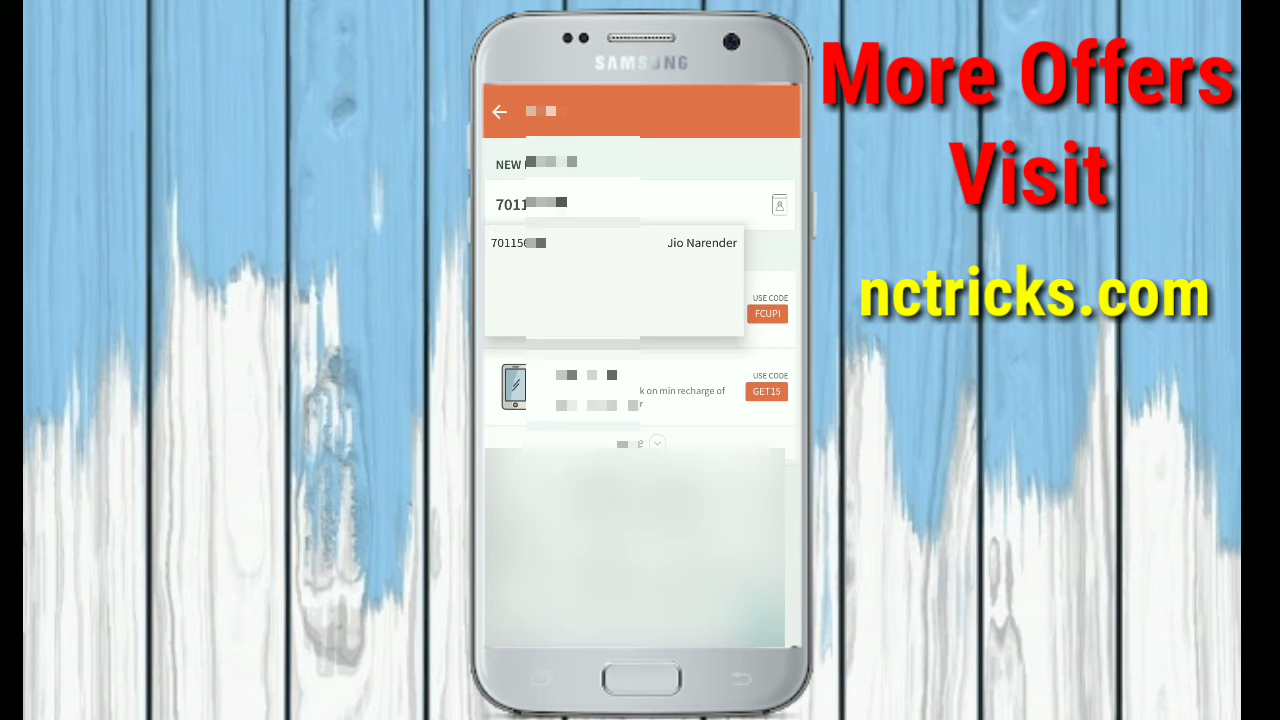 SAMSUNG
NEW
7011
70115 Jio Narender
USE CODE
FCUPI
USE CODE
k on min recharge of
GET15
r
More Offers
Visit
nctricks.com